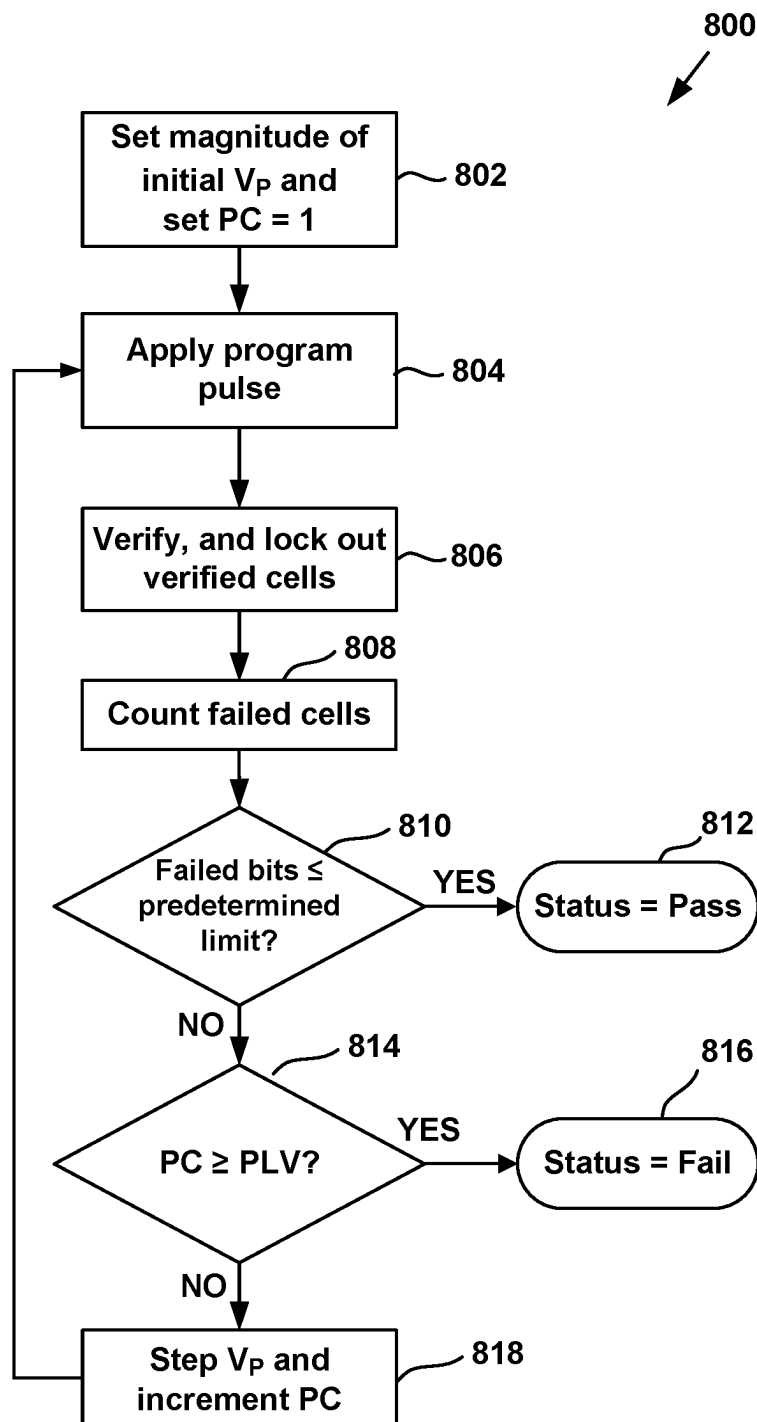 800
Set magnitude of
initial VP and
set PC = 1
802
Apply program
pulse
804
Verify, and lock out
verified cells
806
808
Count failed cells
810
Failed bits ≤
predetermined
limit?
YES
812
Status = Pass
NO
814
PC ≥ PLV?
YES
816
Status = Fail
NO
Step VP and
increment PC
818